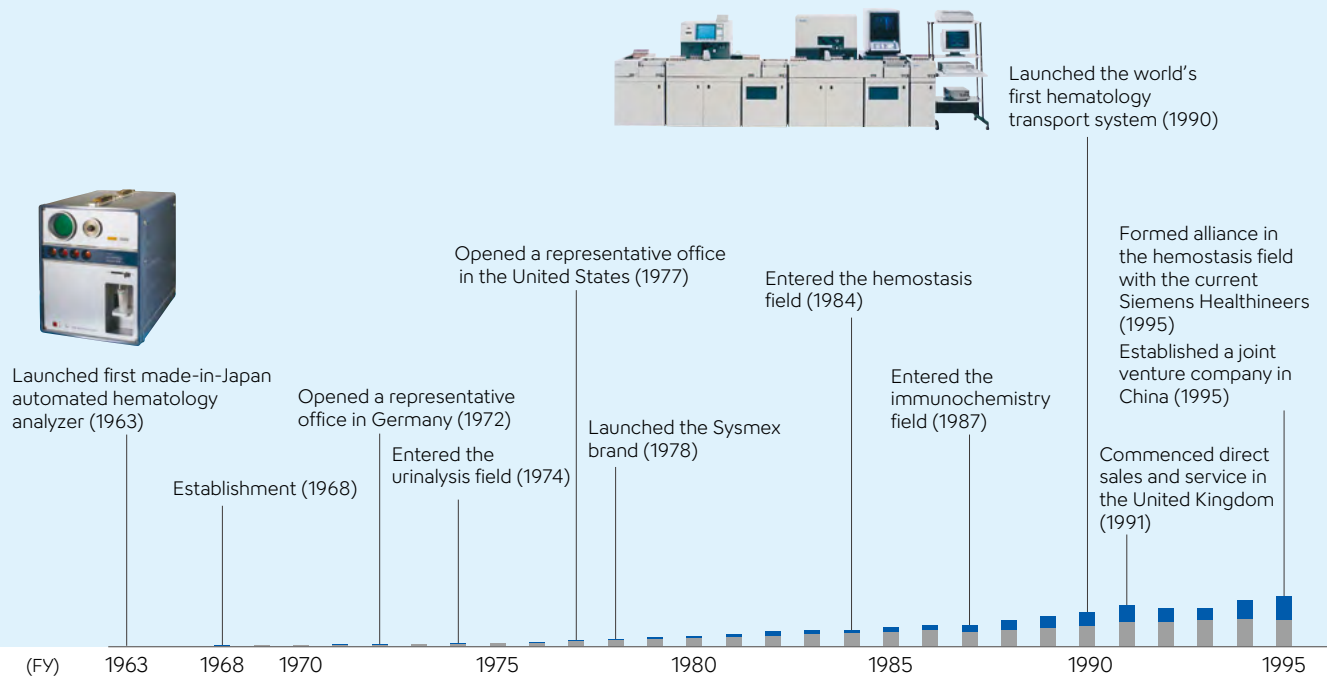 Launched the world's
first hematology
transport system (1990)
Launched first made-in-Japan
automated hematology
analyzer (1963)
Establishment (1968)
Opened a representative
office in Germany (1972)
Entered the
urinalysis field (1974)
Opened a representative office
in the United States (1977)
Launched the Sysmex
brand (1978)
Entered the hemostasis
field (1984)
Entered the
immunochemistry
field (1987)
Formed alliance in
the hemostasis field
with the current
Siemens Healthineers
(1995)
Established a joint
venture company in
China (1995)
Commenced direct
sales and service in
the United Kingdom
(1991)
(FY) 1963 1968 1970 1975 1980 1985 1990 1995